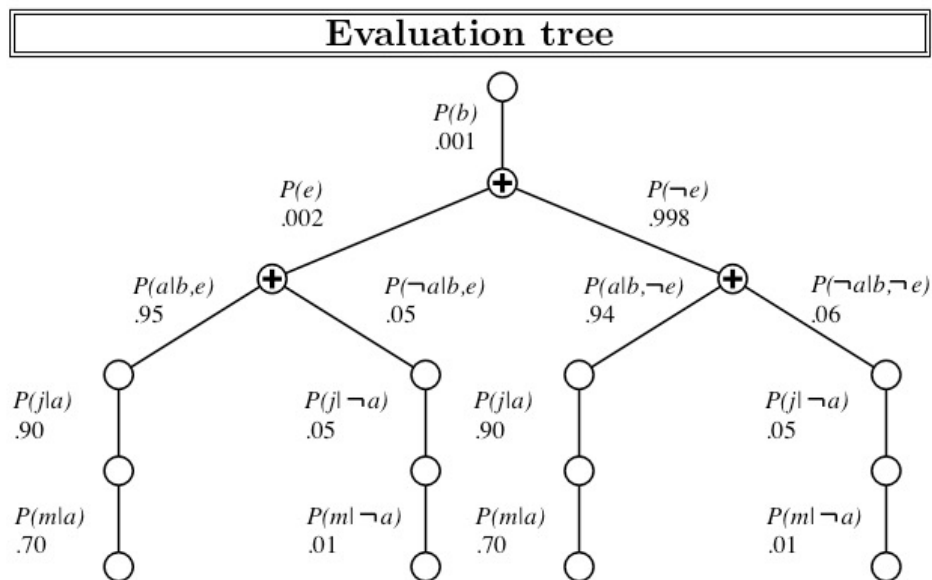 Evaluation tree
P(b)
.001
P(e)
.002
P(¬e)
.998
P(a|b,e)
.95
P(¬a|b,e)
.05
P(a|b,¬e)
.94
P(¬a|b,¬e)
.06
P(j|a)
.90
P(j|¬a)
.05
P(j|a)
.90
P(j|¬a)
.05
P(m|a)
.70
P(m|¬a)
.01
P(m|a)
.70
P(m|¬a)
.01